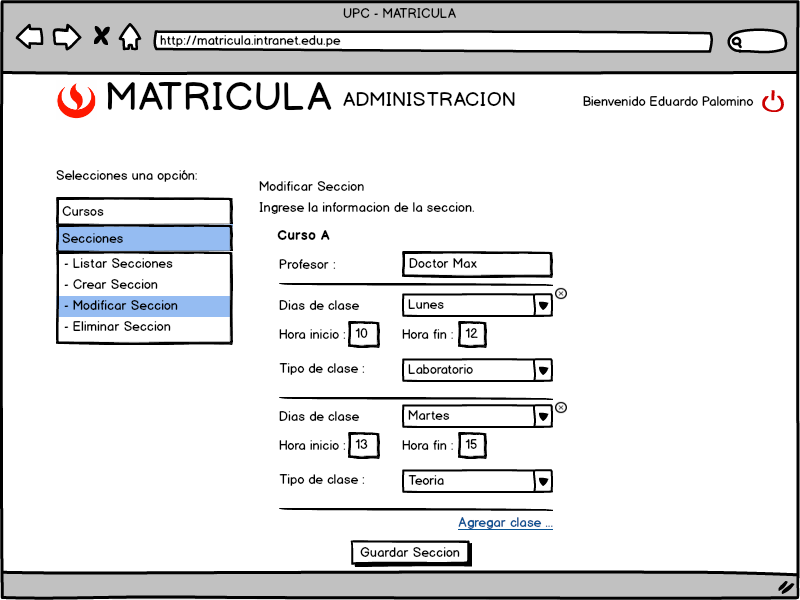 UPC - MATRICULA
http://matricula.intranet.edu.pe
MATRICULA ADMINISTRACION
Bienvenido Eduardo Palomino
Selecciones una opción:
Cursos
Secciones
- Listar Secciones
- Crear Seccion
- Modificar Seccion
- Eliminar Seccion
Modificar Seccion
Ingrese la informacion de la seccion.
Curso A
Profesor : Doctor Max
Dias de clase Lunes
Hora inicio : 10 Hora fin : 12
Tipo de clase : Laboratorio
Dias de clase Martes
Hora inicio : 13 Hora fin : 15
Tipo de clase : Teoria
Agregar clase ...
Guardar Seccion